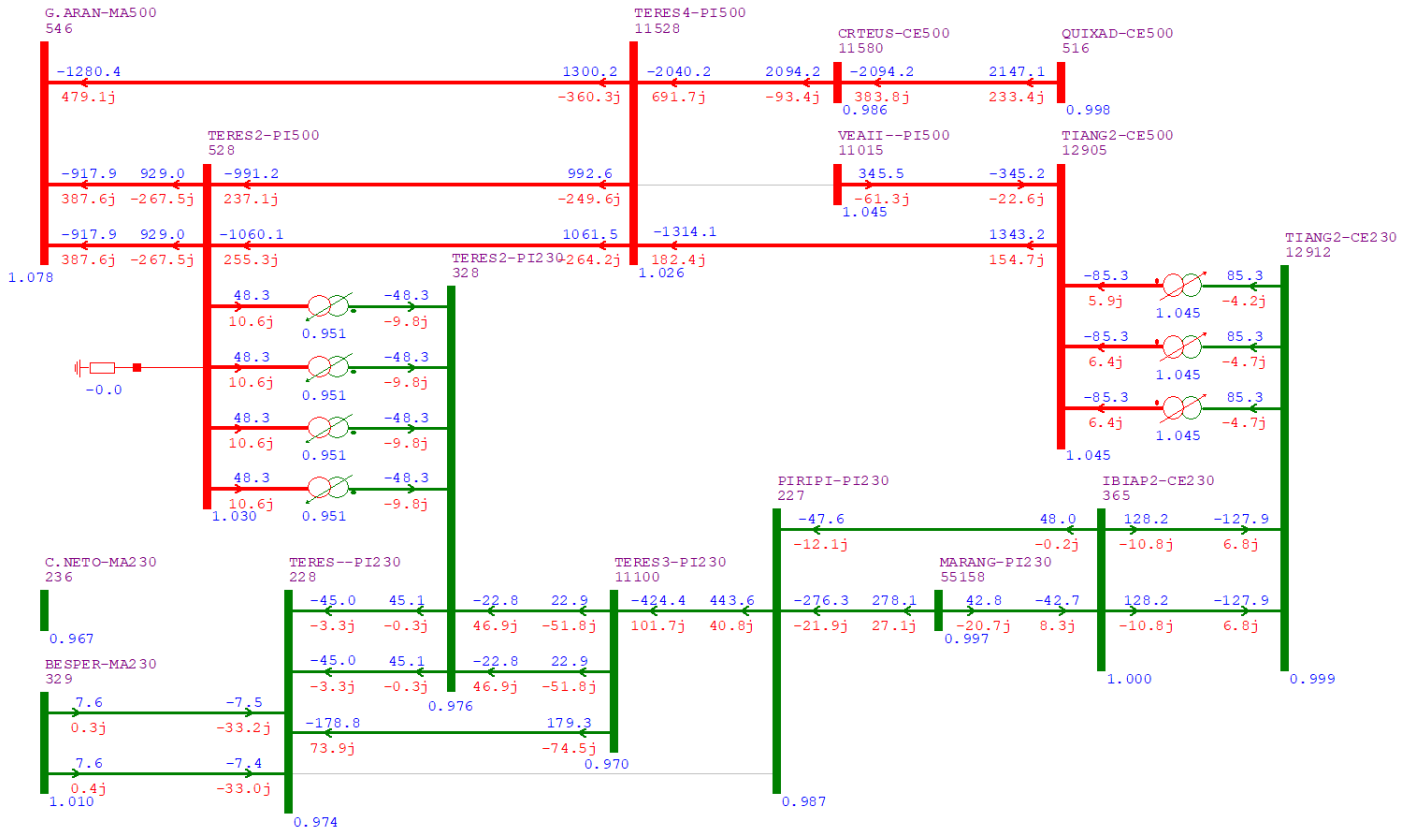 G.ARAN-MA500
546
TERES4-PI500
11528
CRTEUS-CE500
11580
QUIXAD-CE500
516
-1280.4
1300.2
-2040.2
2094.2
-2094.2
2147.1
479.1j
-360.3j
691.7j
-93.4j
383.8j
233.4j
0.986
0.998
TERES2-PI500
528
VEAII--PI500
11015
TIANG2-CE500
12905
-917.9
929.0
-991.2
992.6
345.5
-345.2
387.6j
-267.5j
237.1j
-249.6j
-61.3j
-22.6j
1.045
-917.9
929.0
-1060.1
1061.5
-1314.1
1343.2
387.6j
-267.5j
255.3j
-264.2j
182.4j
154.7j
1.078
1.026
TERES2-PI230
328
TIANG2-CE230
12912
48.3
-48.3
10.6j
-9.8j
0.951
-85.3
85.3
5.9j
-4.2j
1.045
48.3
-48.3
10.6j
-9.8j
0.951
-85.3
85.3
6.4j
-4.7j
1.045
-0.0
48.3
-48.3
10.6j
-9.8j
0.951
-85.3
85.3
6.4j
-4.7j
1.045
1.045
48.3
-48.3
10.6j
-9.8j
0.951
1.030
PIRIPI-PI230
227
IBIAP2-CE230
365
-47.6
48.0
128.2
-127.9
-12.1j
-0.2j
-10.8j
6.8j
C.NETO-MA230
236
TERES--PI230
228
TERES3-PI230
11100
MARANG-PI230
55158
-45.0
45.1
-22.8
22.9
-424.4
443.6
-276.3
278.1
42.8
-42.7
128.2
-127.9
-3.3j
-0.3j
46.9j
-51.8j
101.7j
40.8j
-21.9j
27.1j
-20.7j
8.3j
-10.8j
6.8j
0.967
0.997
BESPER-MA230
329
-45.0
45.1
-22.8
22.9
-3.3j
-0.3j
46.9j
-51.8j
1.000
0.999
0.976
7.6
-7.5
-178.8
179.3
0.3j
-33.2j
73.9j
-74.5j
0.970
7.6
-7.4
0.4j
-33.0j
1.010
0.987
0.974